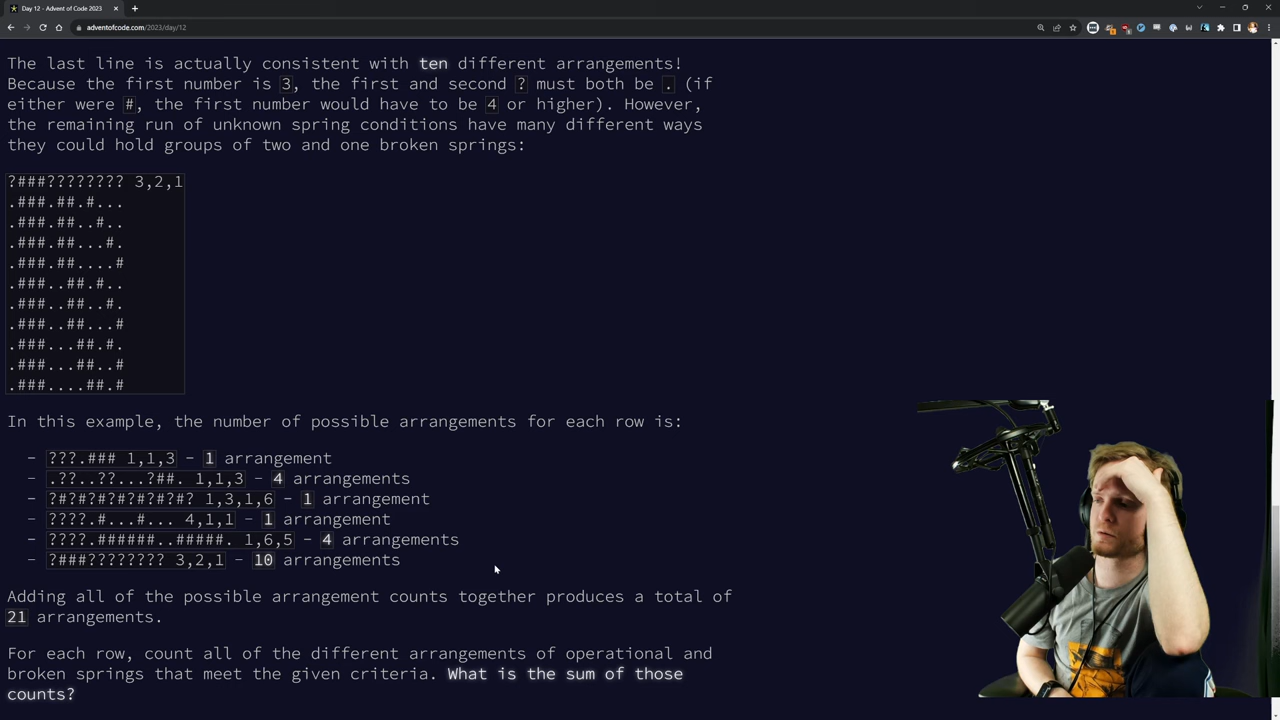 Day 12 - Advent of Code 2023
adventofcode.com/2023/day/12
The last line is actually consistent with ten different arrangements!
Because the first number is 3, the first and second ? must both be . (if
either were #, the first number would have to be 4 or higher). However,
the remaining run of unknown spring conditions have many different ways
they could hold groups of two and one broken springs:
?###???????? 3,2,1
.###.##.#...
.###.##..#..
.###.##...#.
.###.##....#
.###..##.#..
.###..##..#.
.###..##...#
.###...##.#.
.###...##..#
.###....##.#
In this example, the number of possible arrangements for each row is:
- ???.### 1,1,3 - 1 arrangement
- .??..??...?##. 1,1,3 - 4 arrangements
- ?#?#?#?#?#?#?#? 1,3,1,6 - 1 arrangement
- ????.#...#... 4,1,1 - 1 arrangement
- ????.######..#####. 1,6,5 - 4 arrangements
- ?###???????? 3,2,1 - 10 arrangements
Adding all of the possible arrangement counts together produces a total of
21 arrangements.
For each row, count all of the different arrangements of operational and
broken springs that meet the given criteria. What is the sum of those
counts?